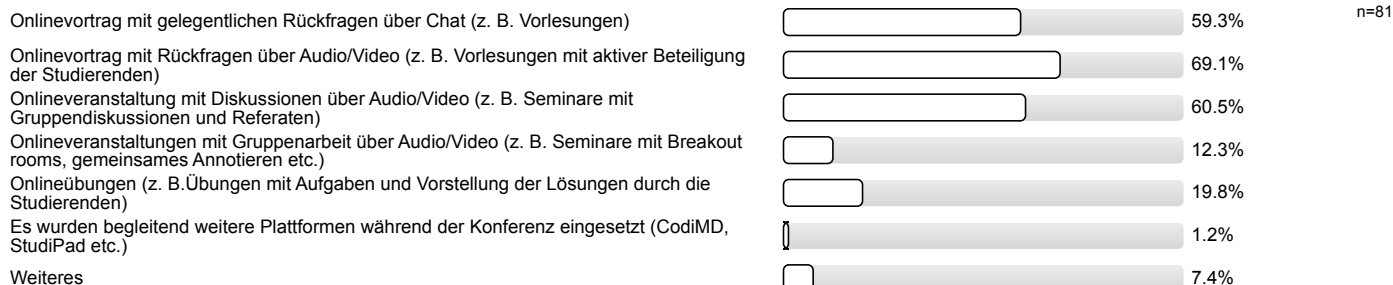 Onlinevortrag mit gelegentlichen Rückfragen über Chat (z. B. Vorlesungen) 59.3% n=81
Onlinevortrag mit Rückfragen über Audio/Video (z. B. Vorlesungen mit aktiver Beteiligung
der Studierenden) 69.1%
Onlineveranstaltung mit Diskussionen über Audio/Video (z. B. Seminare mit
Gruppendiskussionen und Referaten) 60.5%
Onlineveranstaltungen mit Gruppenarbeit über Audio/Video (z. B. Seminare mit Breakout
rooms, gemeinsames Annotieren etc.) 12.3%
Onlineübungen (z. B.Übungen mit Aufgaben und Vorstellung der Lösungen durch die
Studierenden) 19.8%
Es wurden begleitend weitere Plattformen während der Konferenz eingesetzt (CodiMD,
StudiPad etc.) 1.2%
Weiteres 7.4%